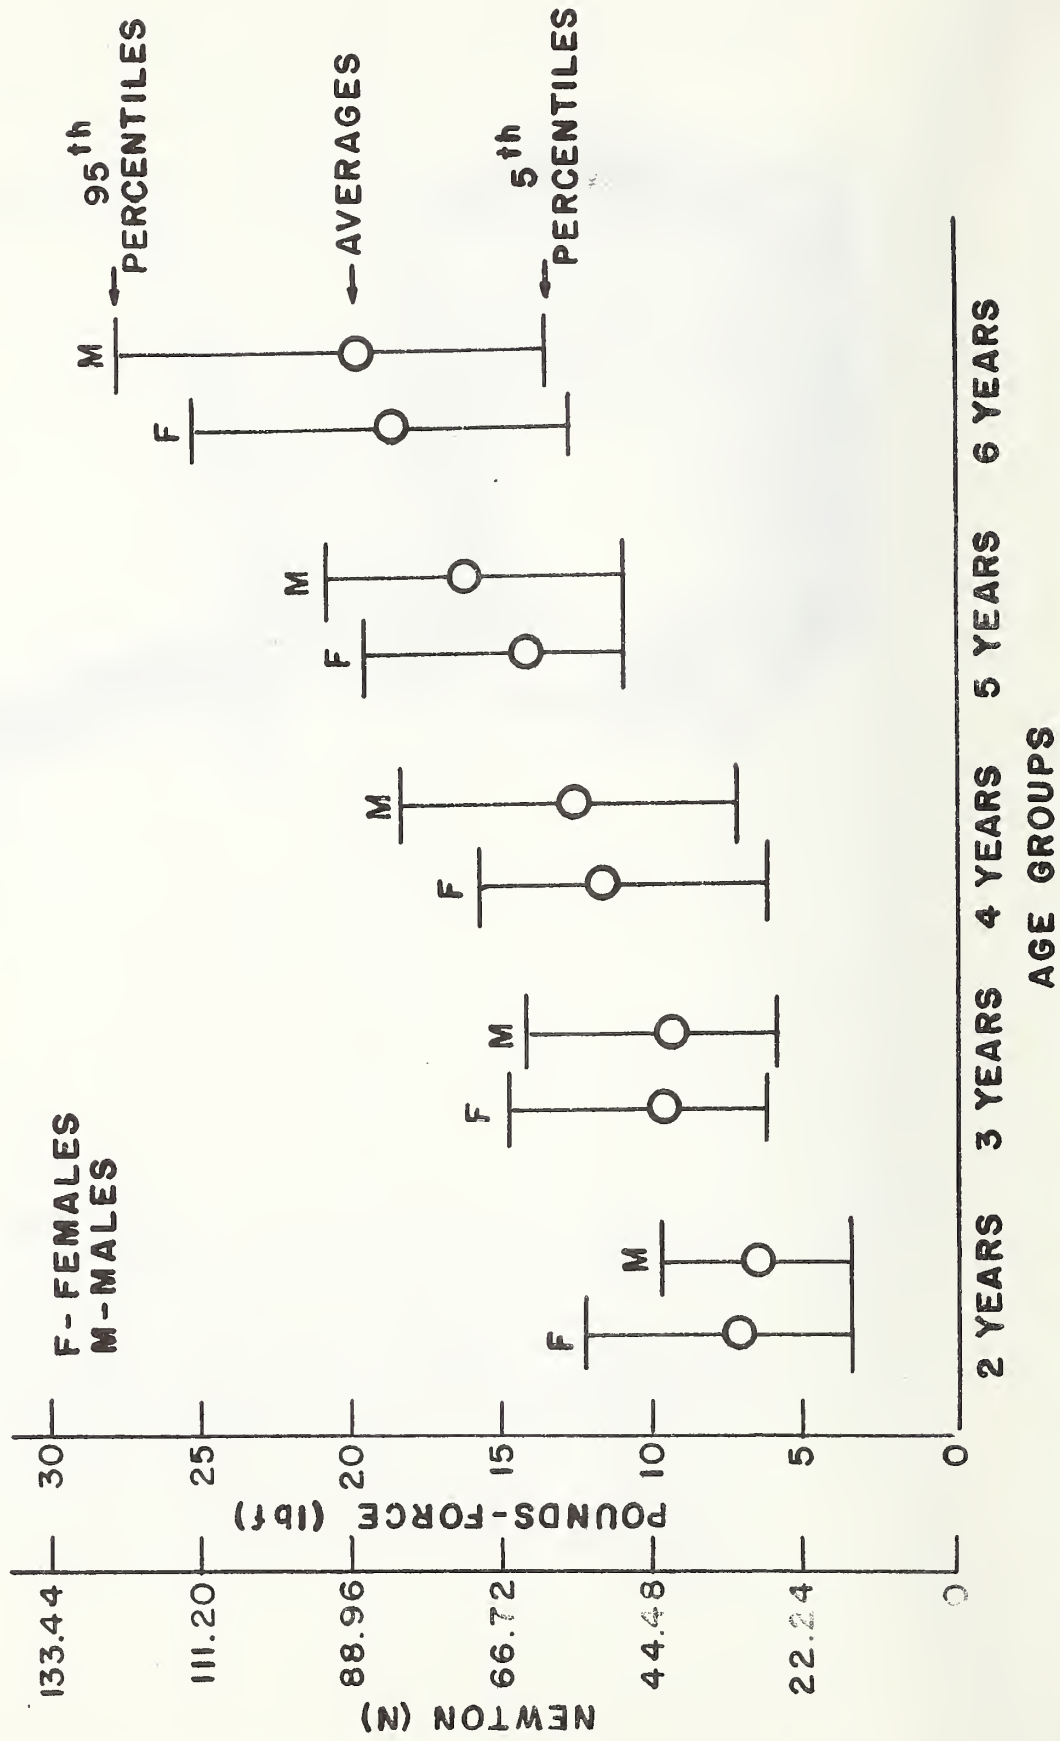 F-FEMALES
M-MALES
95th
PERCENTILES
AVERAGES
5th
PERCENTILES
F
M
F
M
F
M
F
M
F
M
NEWTON (N)
133.44
111.20
88.96
66.72
44.48
22.24
0
POUNDS-FORCE (lbf)
30
25
20
15
10
5
0
2 YEARS 3 YEARS 4 YEARS 5 YEARS 6 YEARS
AGE GROUPS